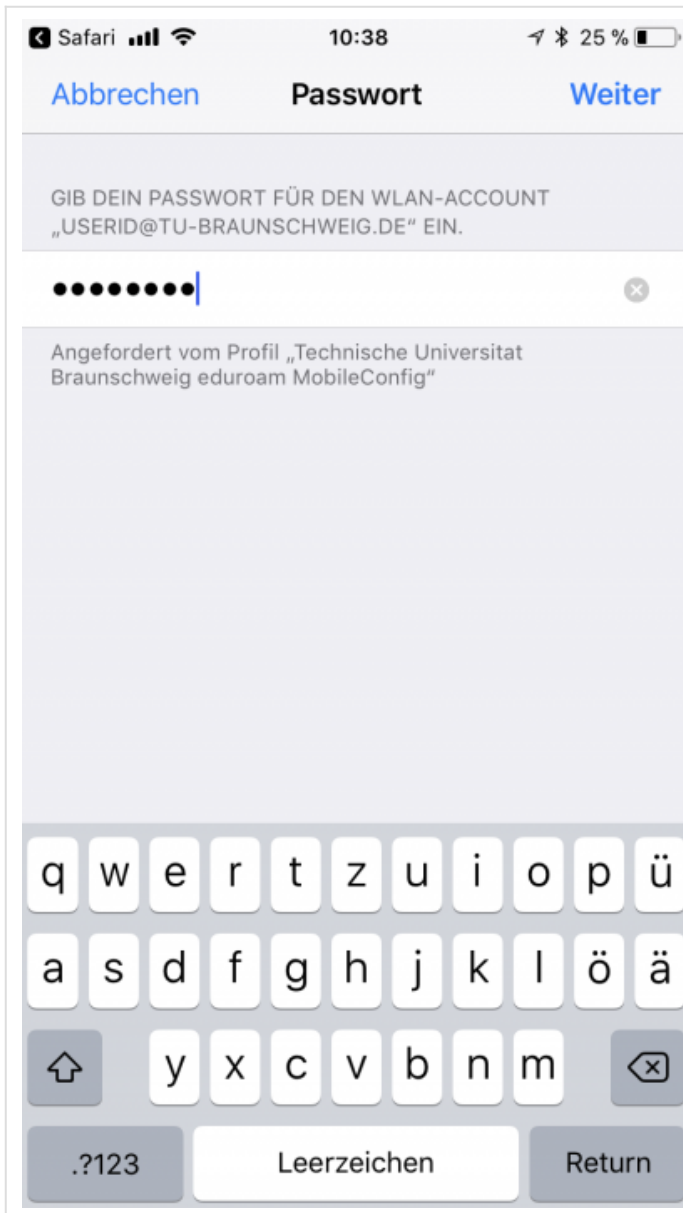 Safari 10:38 25 %
Abbrechen Passwort Weiter
GIB DEIN PASSWORT FÜR DEN WLAN-ACCOUNT
„USERID@TU-BRAUNSCHWEIG.DE“ EIN.
••••••••
Angefordert vom Profil „Technische Universitat
Braunschweig eduroam MobileConfig“
q w e r t z u i o p ü
a s d f g h j k l ö ä
y x c v b n m
.?123 Leerzeichen Return